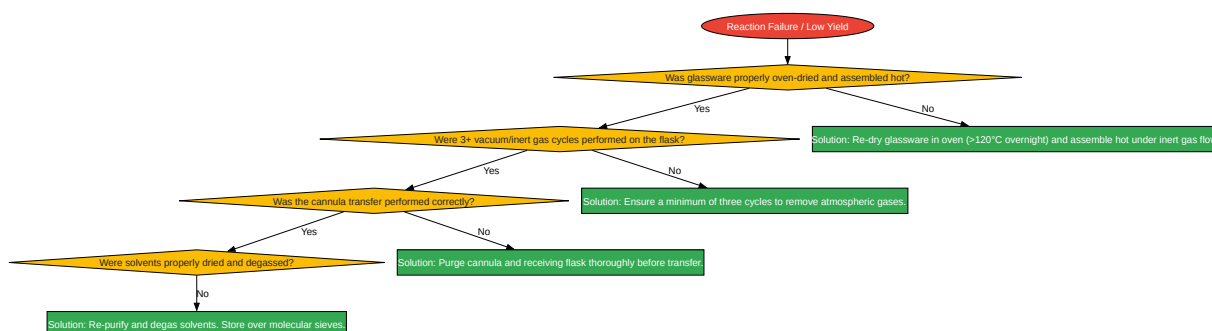 Reaction Failure / Low Yield
Was glassware properly oven-dried and assembled hot?
Yes
No
Were 3+ vacuum/inert gas cycles performed on the flask?
Solution: Re-dry glassware in oven (>120°C overnight) and assemble hot under inert gas flow
Yes
No
Was the cannula transfer performed correctly?
Solution: Ensure a minimum of three cycles to remove atmospheric gases.
Yes
No
Were solvents properly dried and degassed?
Solution: Purge cannula and receiving flask thoroughly before transfer.
No
Solution: Re-purify and degas solvents. Store over molecular sieves.